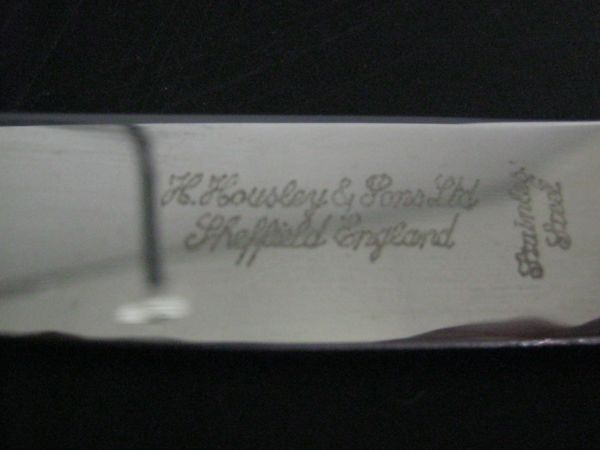 H. Housley & Sons Ltd
Sheffield England
Stainless
Steel